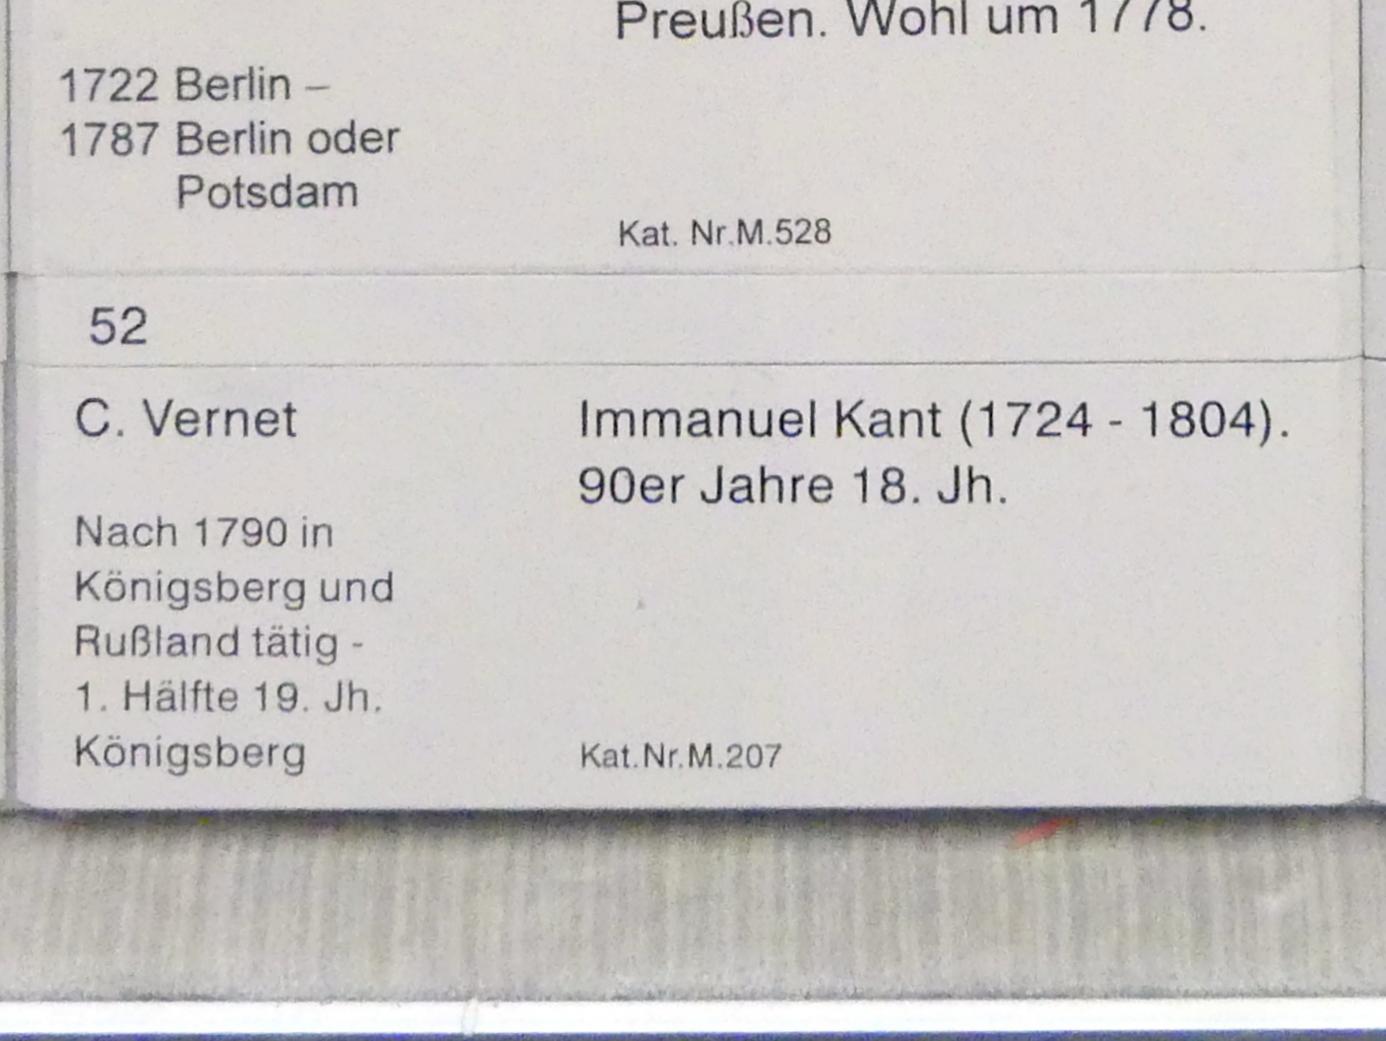 Preußen. Wohl um 1778.
1722 Berlin –
1787 Berlin oder
Potsdam
Kat. Nr.M.528
52
C. Vernet
Nach 1790 in
Königsberg und
Rußland tätig -
1. Hälfte 19. Jh.
Königsberg
Immanuel Kant (1724 - 1804).
90er Jahre 18. Jh.
Kat.Nr.M.207